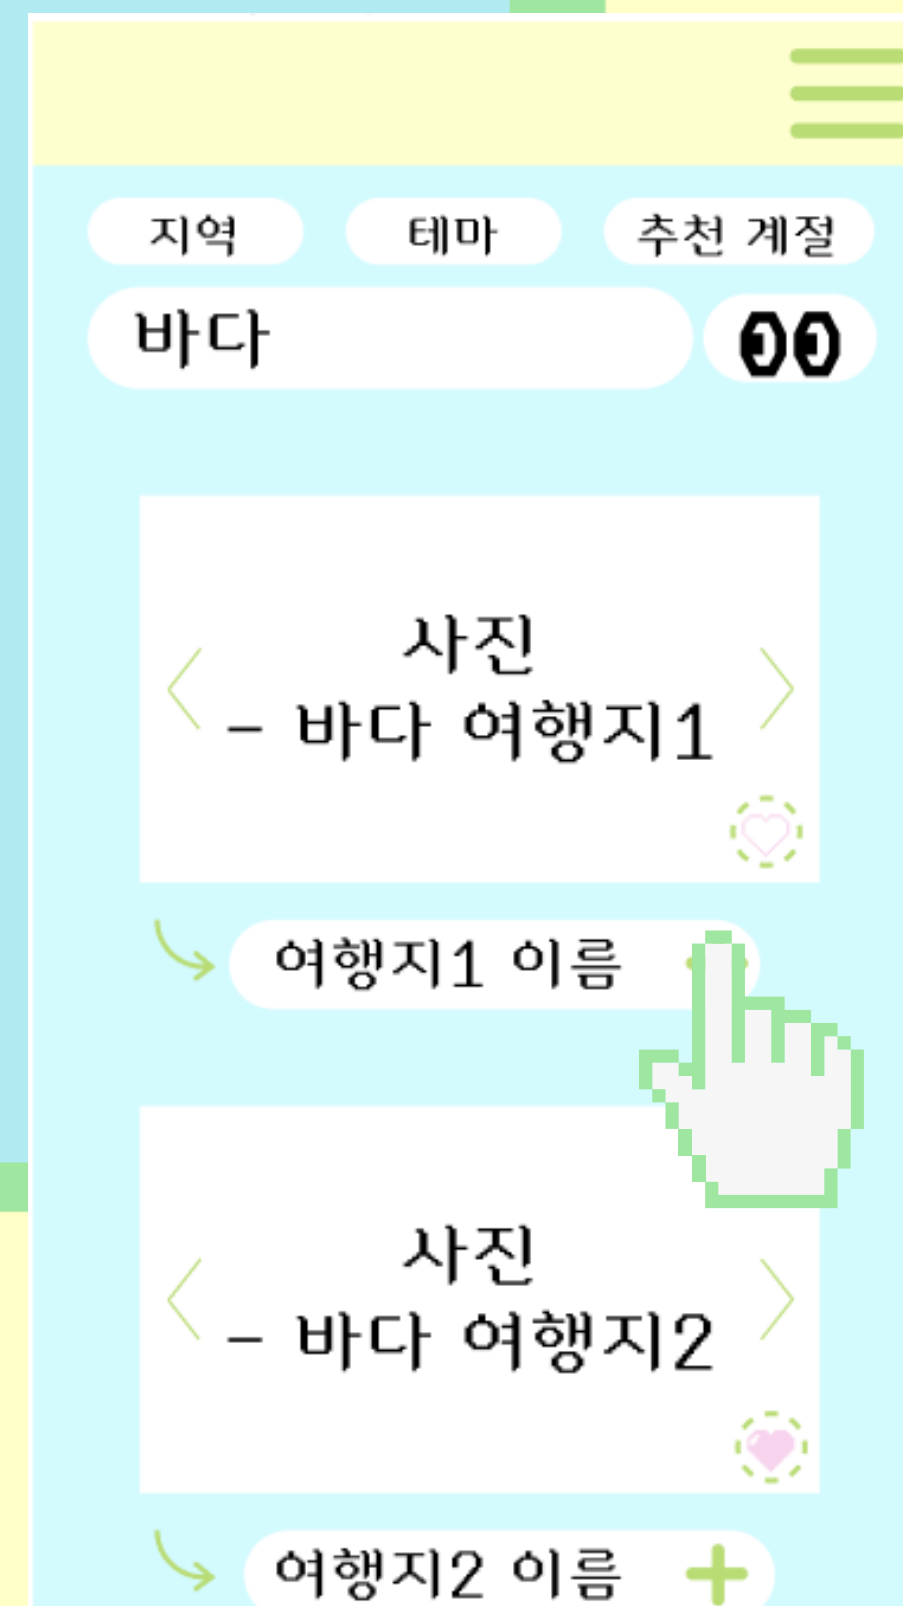 지역 테마 추천 계절
바다
사진
- 바다 여행지1
여행지1 이름
사진
- 바다 여행지2
여행지2 이름